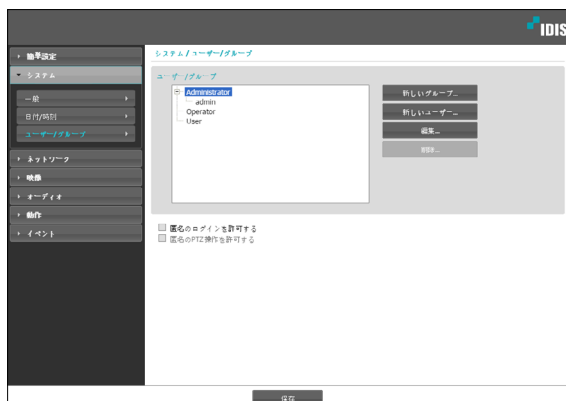 IDIS
簡単設定
システム
一般
日付/時刻
ユーザー/グループ
ネットワーク
映像
オーディオ
動作
イベント
システム / ユーザー/グループ
ユーザー/グループ
Administrator
admin
Operator
User
新しいグループ...
新しいユーザー...
編集...
削除...
匿名のログインを許可する
匿名のPTZ操作を許可する
保存